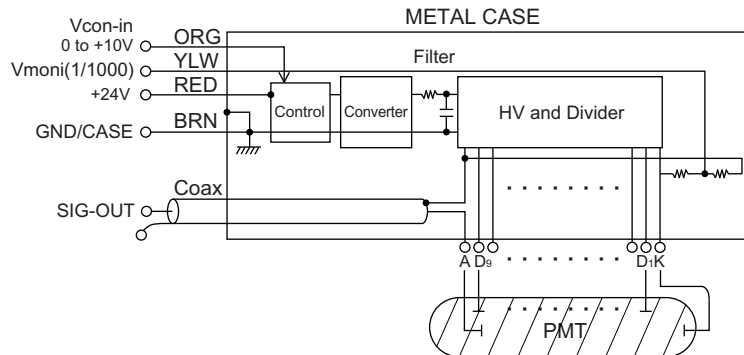 METAL CASE
Vcon-in
0 to +10V
ORG
Vmoni(1/1000)
YLW
Filter
+24V
RED
Control
Converter
HV and Divider
GND/CASE
BRN
Coax
SIG-OUT
A D9 D1 K
PMT